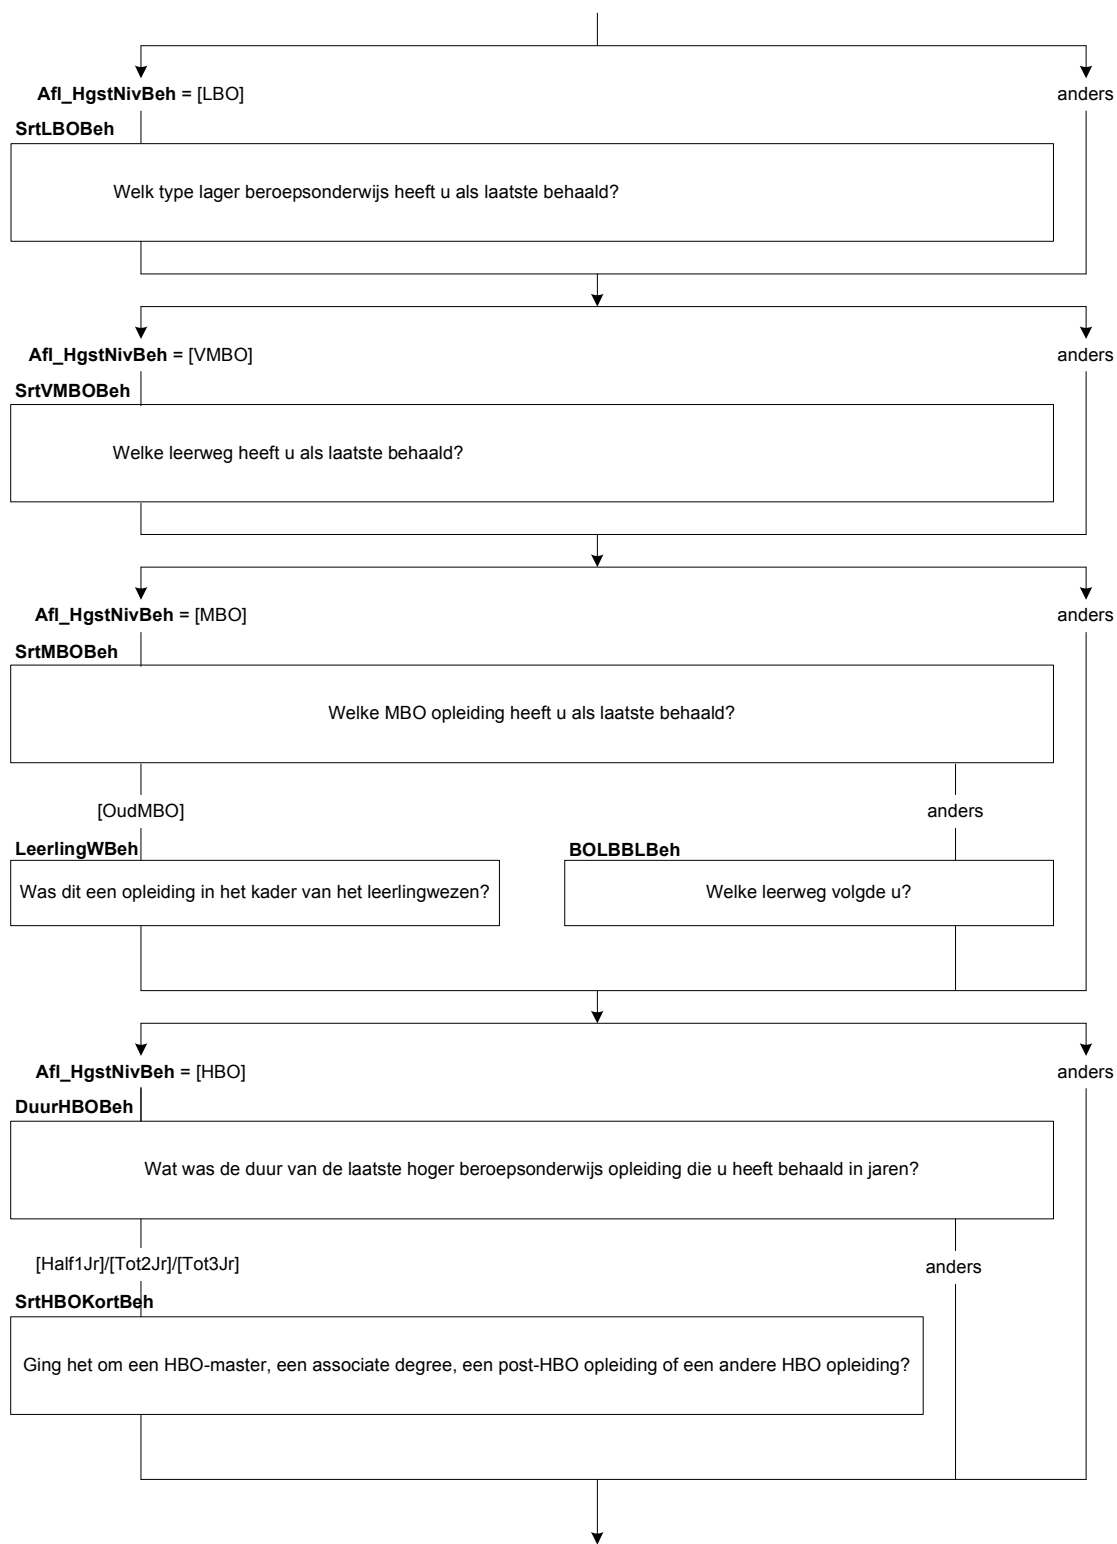 Afl_HgstNivBeh = [LBO]
anders
SrtLBOBeh
Welk type lager beroepsonderwijs heeft u als laatste behaald?
Afl_HgstNivBeh = [VMBO]
anders
SrtVMBOBeh
Welke leerweg heeft u als laatste behaald?
Afl_HgstNivBeh = [MBO]
anders
SrtMBOBeh
Welke MBO opleiding heeft u als laatste behaald?
[OudMBO]
anders
LeerlingWBeh
BOLBBLBeh
Was dit een opleiding in het kader van het leerlingwezen?
Welke leerweg volgde u?
Afl_HgstNivBeh = [HBO]
anders
DuurHBOBeh
Wat was de duur van de laatste hoger beroepsonderwijs opleiding die u heeft behaald in jaren?
[Half1Jr]/[Tot2Jr]/[Tot3Jr]
anders
SrtHBOKortBeh
Ging het om een HBO-master, een associate degree, een post-HBO opleiding of een andere HBO opleiding?